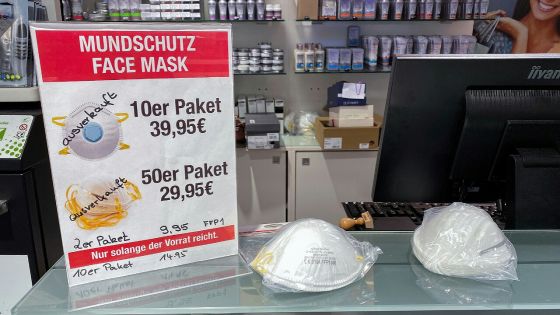 MUNDSCHUTZ
FACE MASK
ausverkauft
10er Paket
39,95€
ausverkauft
50er Paket
29,95€
2er Paket 9.95 FFP1
Nur solange der Vorrat reicht.
10er Paket 14.95
iiyama